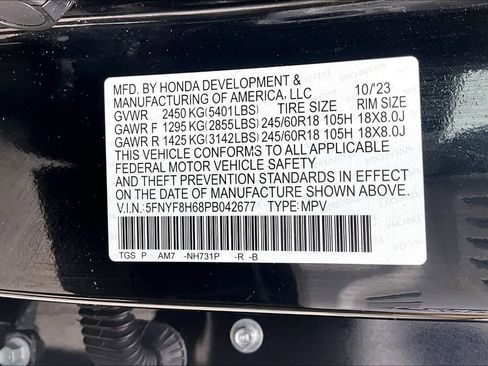 MFD. BY HONDA DEVELOPMENT &
MANUFACTURING OF AMERICA, LLC 10/'23
GVWR 2450 KG(5401LBS) TIRE SIZE RIM SIZE
GAWR F 1295 KG(2855LBS) 245/60R18 105H 18X8.0J
GAWR R 1425 KG(3142LBS) 245/60R18 105H 18X8.0J
THIS VEHICLE CONFORMS TO ALL APPLICABLE
FEDERAL MOTOR VEHICLE SAFETY
AND THEFT PREVENTION STANDARDS IN EFFECT
ON THE DATE OF MANUFACTURE SHOWN ABOVE.
V.I.N.: 5FNYF8H68PB042677 TYPE: MPV
TGS P AM7 -NH731P -R -B